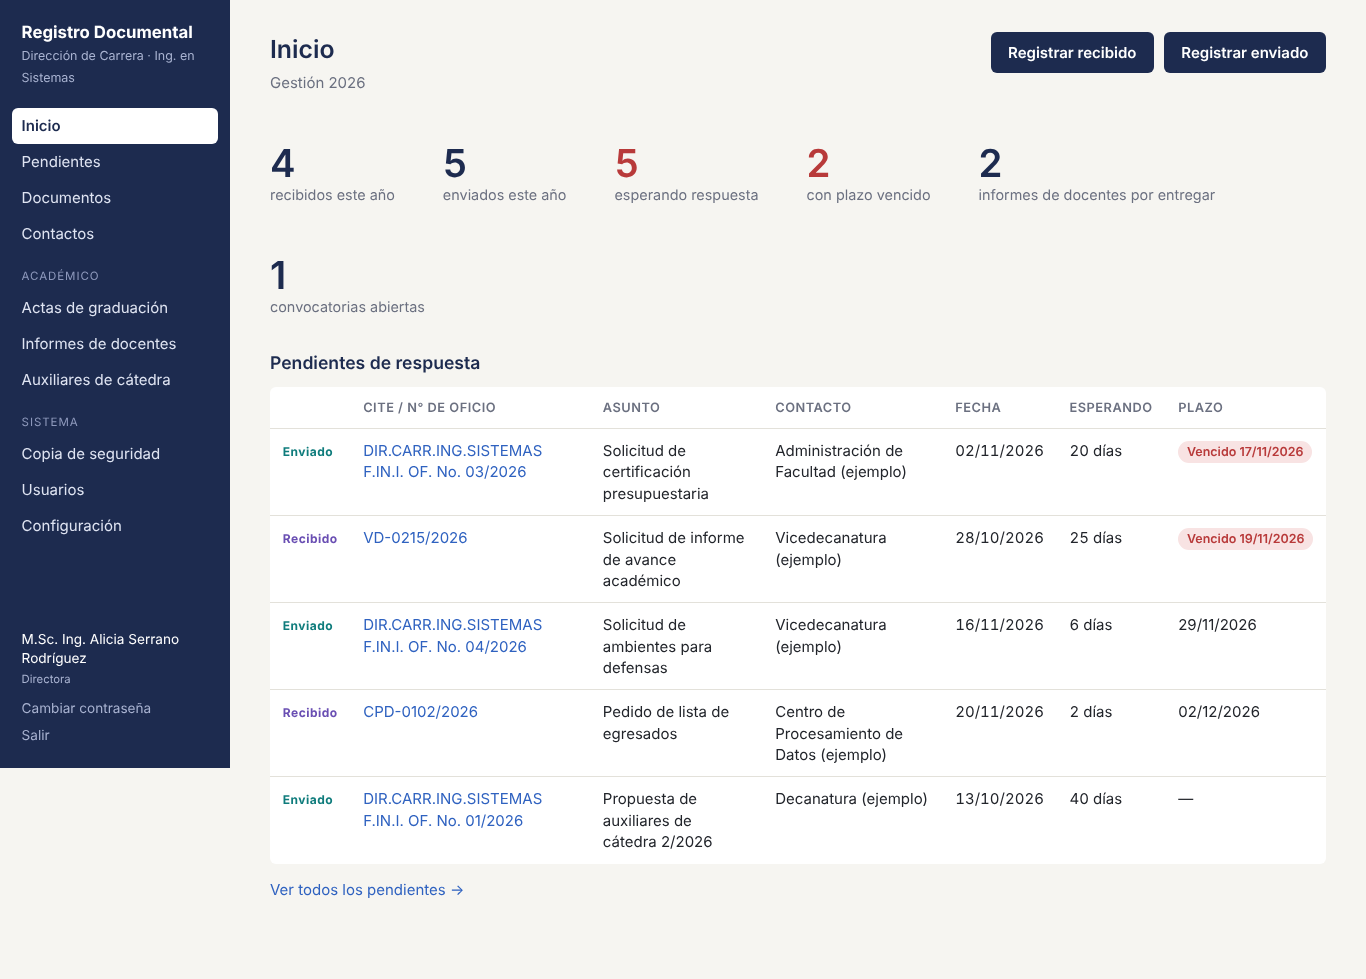 Registro Documental
Dirección de Carrera · Ing. en
Sistemas
Inicio
Pendientes
Documentos
Contactos
ACADÉMICO
Actas de graduación
Informes de docentes
Auxiliares de cátedra
SISTEMA
Copia de seguridad
Usuarios
Configuración
M.Sc. Ing. Alicia Serrano
Rodríguez
Directora
Cambiar contraseña
Salir
Inicio
Gestión 2026
Registrar recibido
Registrar enviado
4
recibidos este año
5
enviados este año
5
esperando respuesta
2
con plazo vencido
2
informes de docentes por entregar
1
convocatorias abiertas
Pendientes de respuesta
CITE / N° DE OFICIO ASUNTO CONTACTO FECHA ESPERANDO PLAZO
Enviado DIR.CARR.ING.SISTEMAS Solicitud de Administración de 02/11/2026 20 días Vencido 17/11/2026
F.IN.I. OF. No. 03/2026 certificación Facultad (ejemplo)
presupuestaria
Recibido VD-0215/2026 Solicitud de informe Vicedecanatura 28/10/2026 25 días Vencido 19/11/2026
de avance (ejemplo)
académico
Enviado DIR.CARR.ING.SISTEMAS Solicitud de Vicedecanatura 16/11/2026 6 días 29/11/2026
F.IN.I. OF. No. 04/2026 ambientes para (ejemplo)
defensas
Recibido CPD-0102/2026 Pedido de lista de Centro de 20/11/2026 2 días 02/12/2026
egresados Procesamiento de
Datos (ejemplo)
Enviado DIR.CARR.ING.SISTEMAS Propuesta de Decanatura (ejemplo) 13/10/2026 40 días —
F.IN.I. OF. No. 01/2026 auxiliares de
cátedra 2/2026
Ver todos los pendientes →